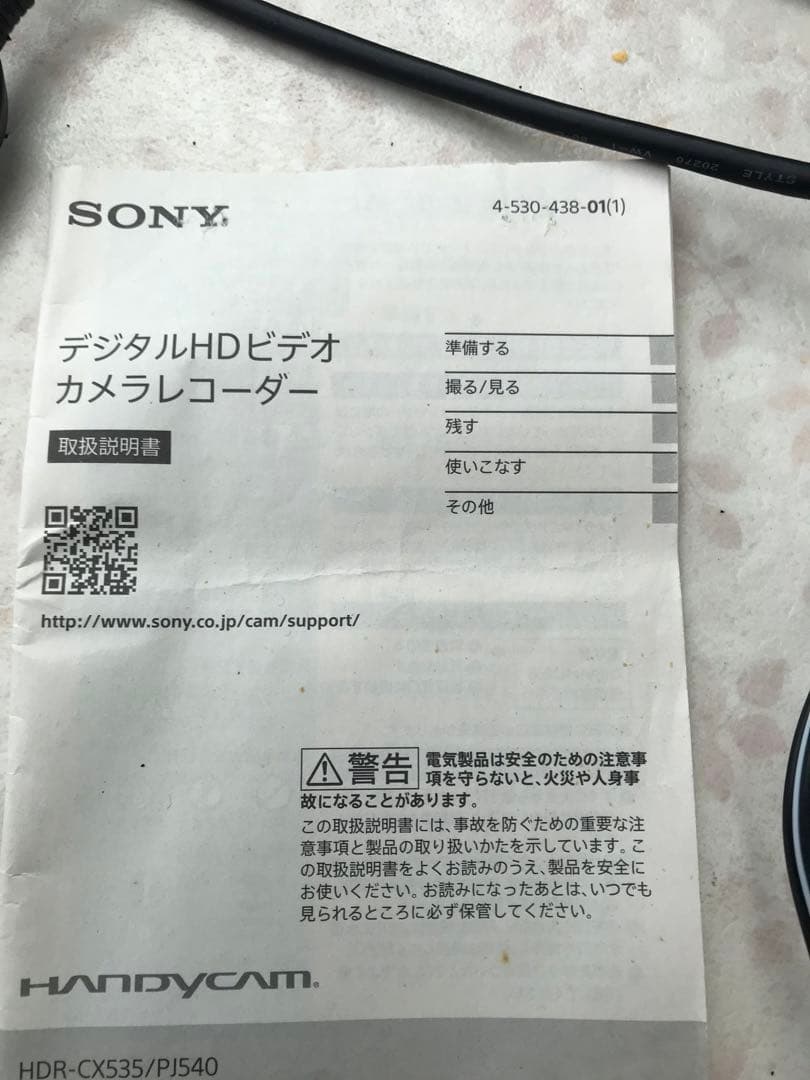 SONY®
4-530-438-01(1)
デジタルHDビデオ
カメラレコーダー
取扱説明書
http://www.sony.co.jp/cam/support/
準備する
撮る/見る
残す
使いこなす
その他
警告
電気製品は安全のための注意事
項を守らないと、火災や人身事
故になることがあります。
この取扱説明書には、事故を防ぐための重要な注
意事項と製品の取り扱いかたを示しています。こ
の取扱説明書をよくお読みのうえ、製品を安全に
お使いください。お読みになったあとは、いつでも
見られるところに必ず保管してください。
HANDYCAM®
HDR-CX535/PJ540
STYLE 20276 VW-1